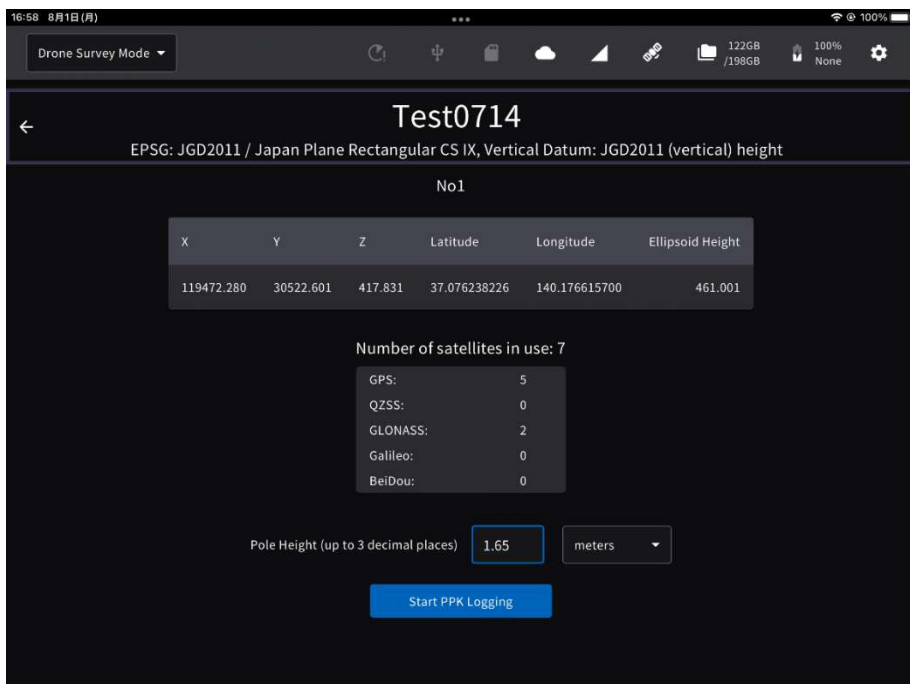 16:58 8月1日(月) 100%
Drone Survey Mode 122GB 100%
/198GB None
Test0714
EPSG: JGD2011 / Japan Plane Rectangular CS IX, Vertical Datum: JGD2011 (vertical) height
No1
X Y Z Latitude Longitude Ellipsoid Height
119472.280 30522.601 417.831 37.076238226 140.176615700 461.001
Number of satellites in use: 7
GPS: 5
QZSS: 0
GLONASS: 2
Galileo: 0
BeiDou: 0
Pole Height (up to 3 decimal places) 1.65 meters
Start PPK Logging